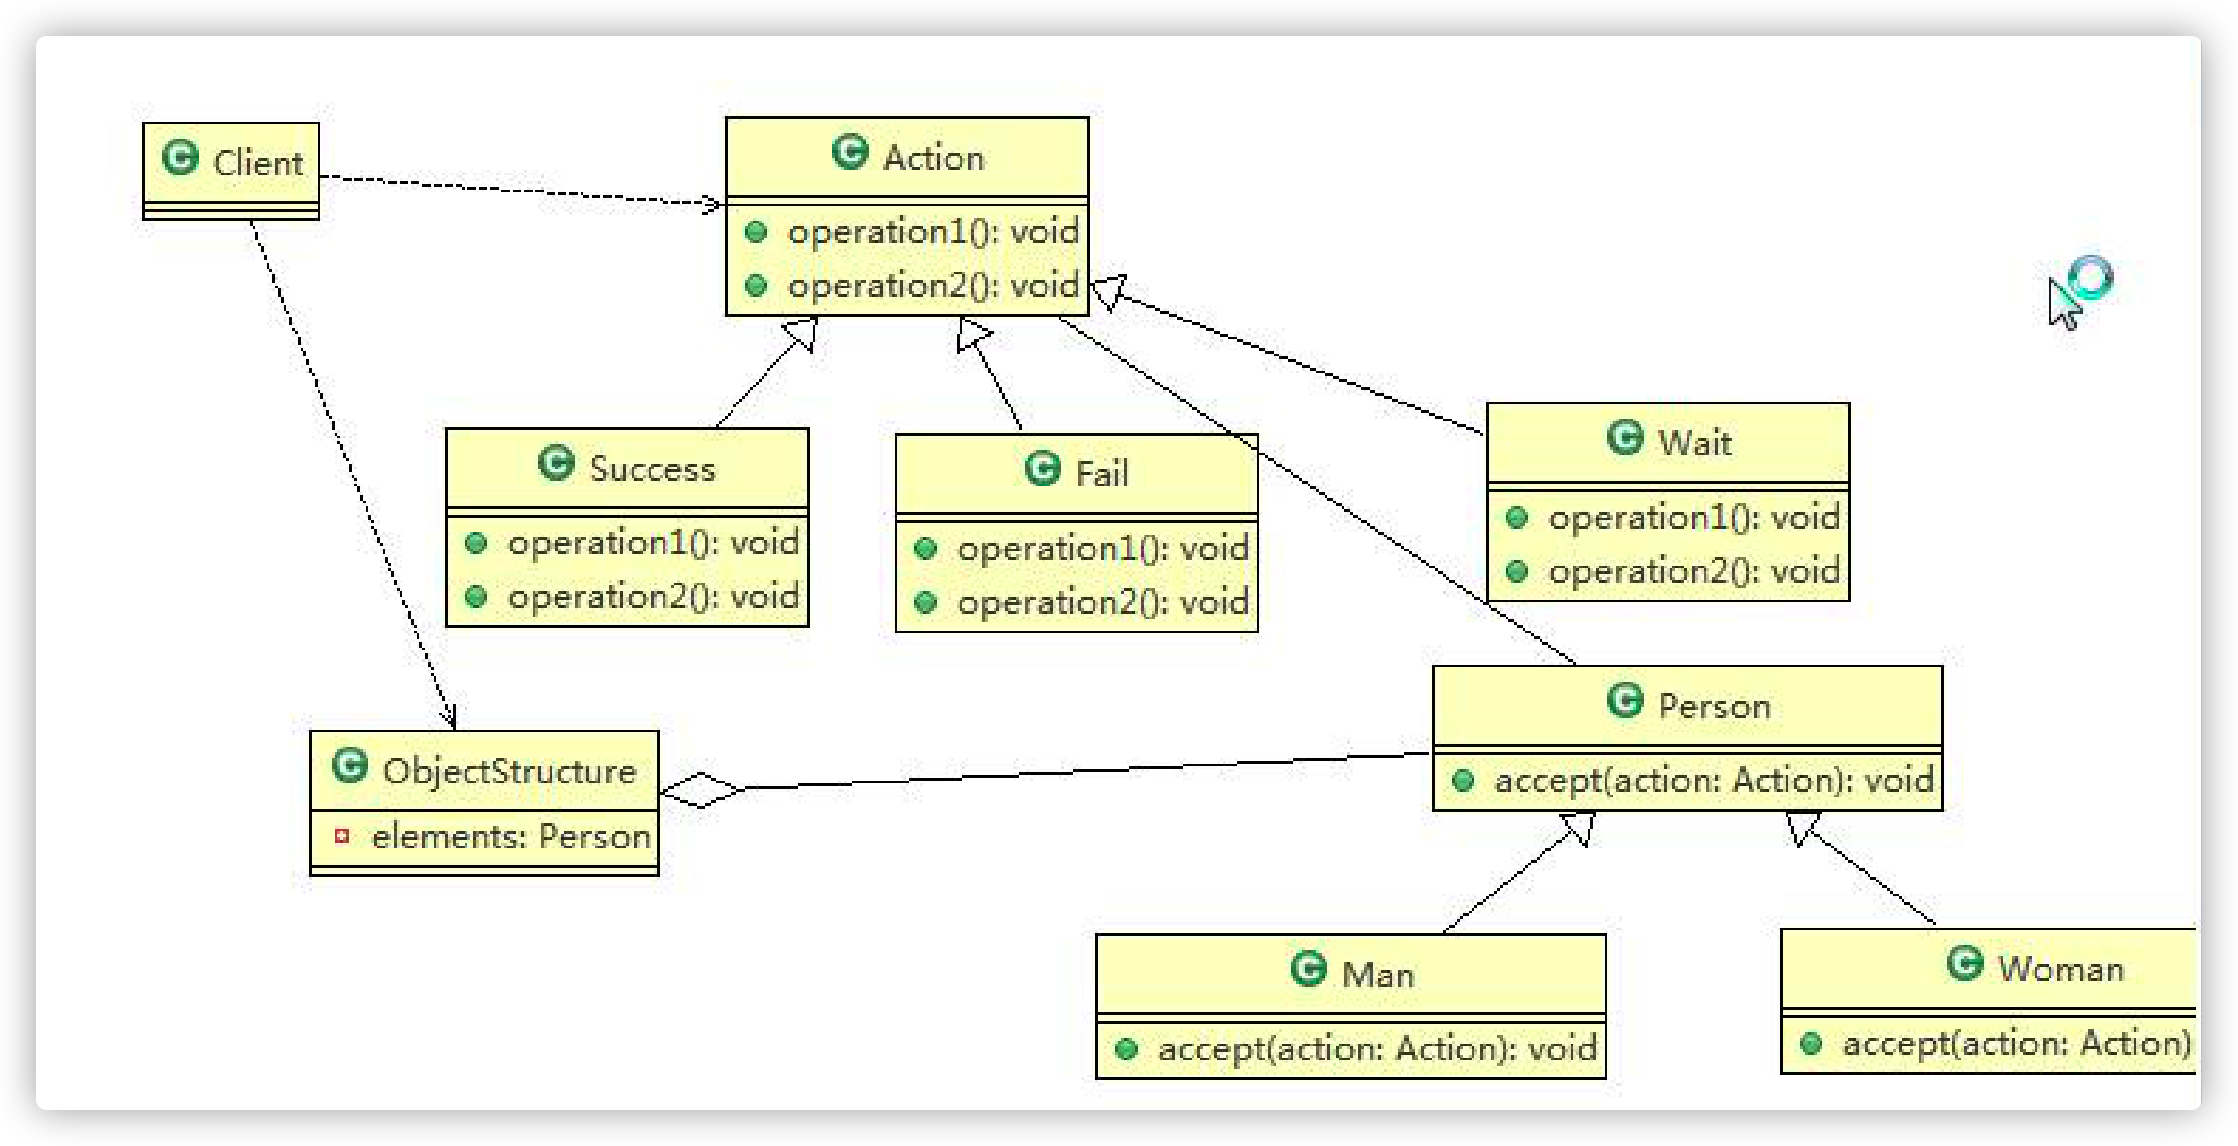 Client
Action
operation1(): void
operation2(): void
Success
operation1(): void
operation2(): void
Fail
operation1(): void
operation2(): void
Wait
operation1(): void
operation2(): void
ObjectStructure
elements: Person
Person
accept(action: Action): void
Man
accept(action: Action): void
Woman
accept(action: Action)